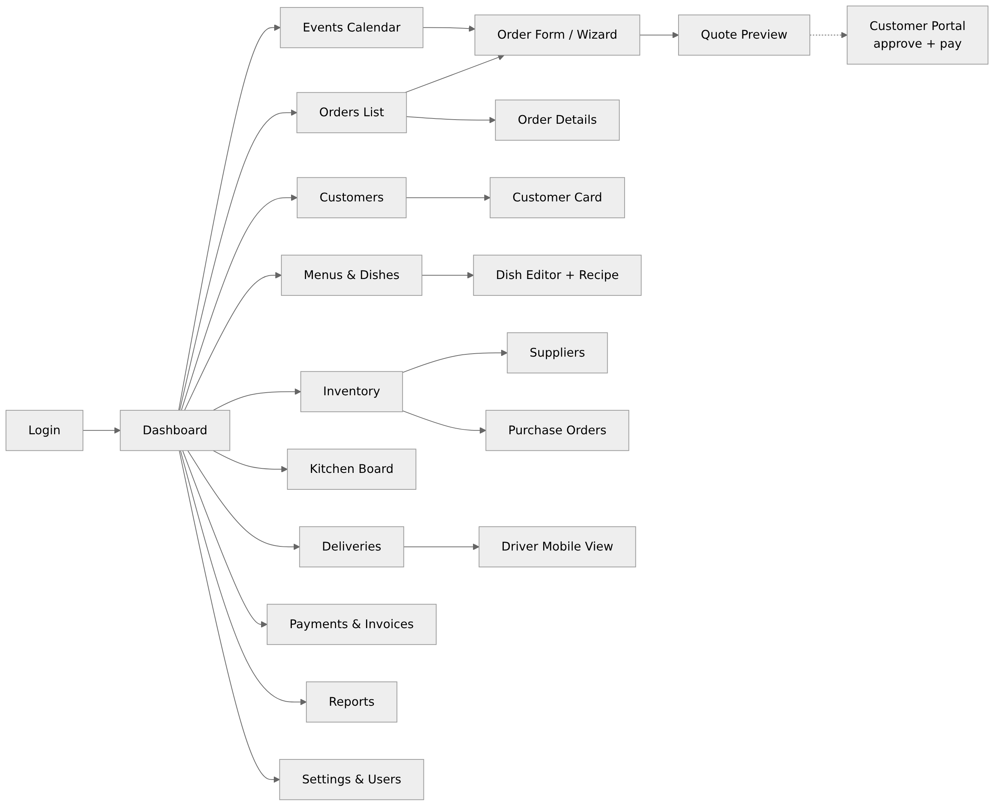 Events Calendar
Order Form / Wizard
Quote Preview
Customer Portal
approve + pay
Orders List
Order Details
Customers
Customer Card
Menus & Dishes
Dish Editor + Recipe
Suppliers
Inventory
Login
Dashboard
Purchase Orders
Kitchen Board
Deliveries
Driver Mobile View
Payments & Invoices
Reports
Settings & Users